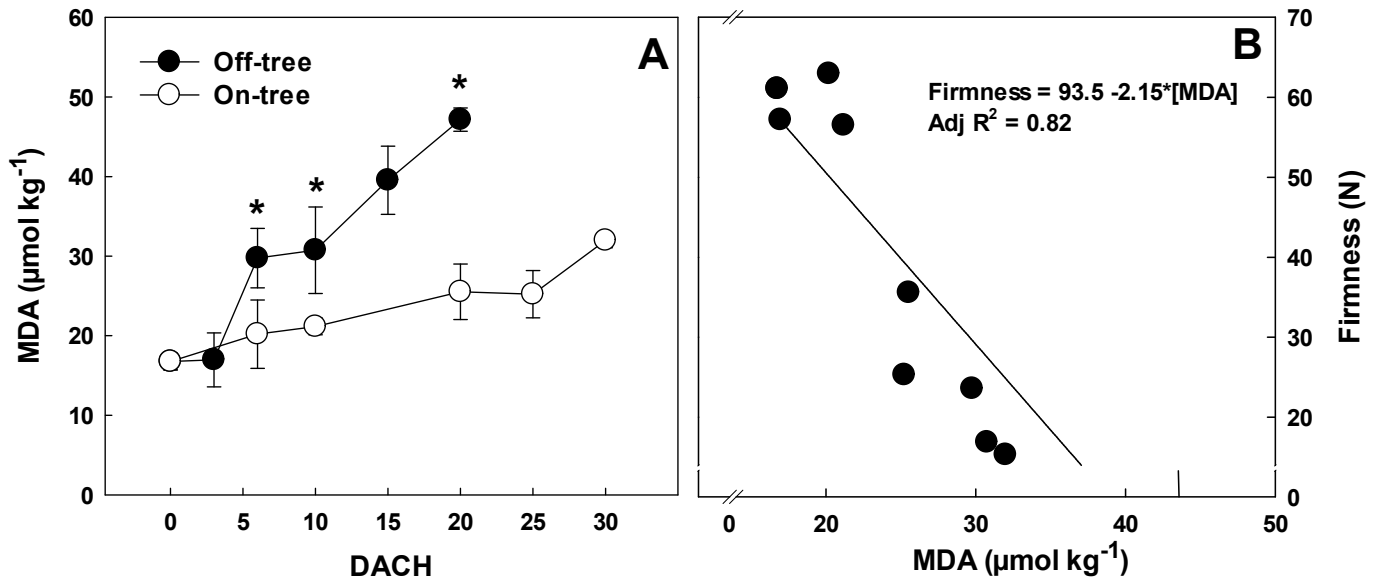 A
Off-tree
On-tree
*
*
*
60
50
40
30
20
10
0
MDA (µmol kg⁻¹)
0 5 10 15 20 25 30
DACH
B
Firmness = 93.5 -2.15*[MDA]
Adj R² = 0.82
70
60
50
40
30
20
10
0
Firmness (N)
0 20 30 40 50
MDA (µmol kg⁻¹)